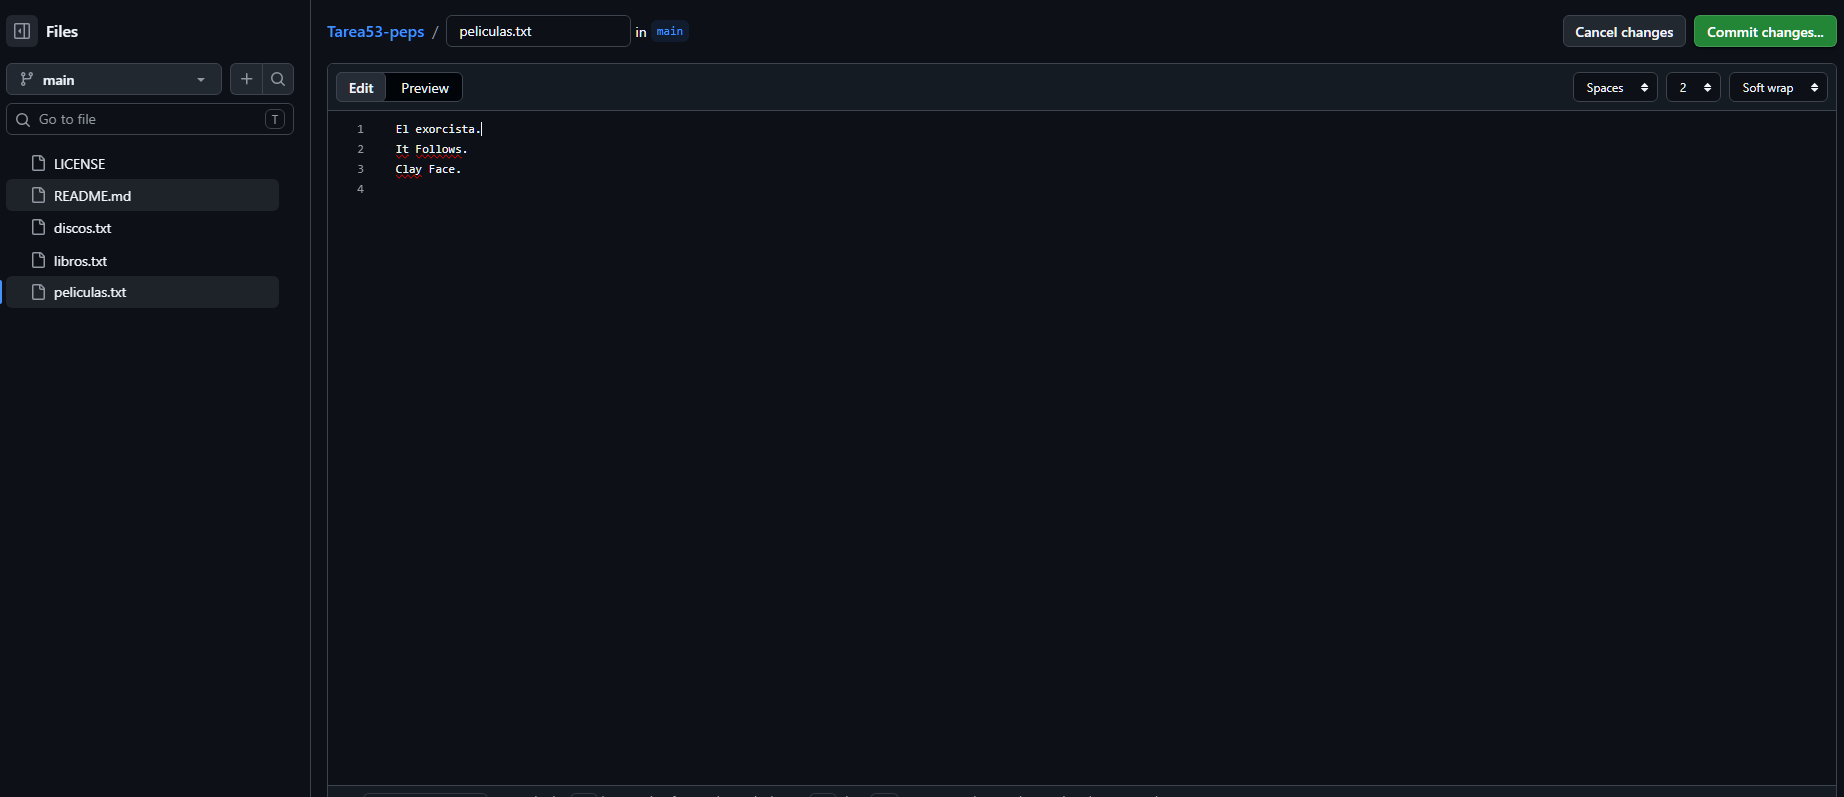 Files
main
Go to file
T
LICENSE
README.md
discos.txt
libros.txt
peliculas.txt
Tarea53-peps / peliculas.txt in main
Cancel changes
Commit changes...
Edit
Preview
Spaces
2
Soft wrap
1 El exorcista.
2 It Follows.
3 Clay Face.
4